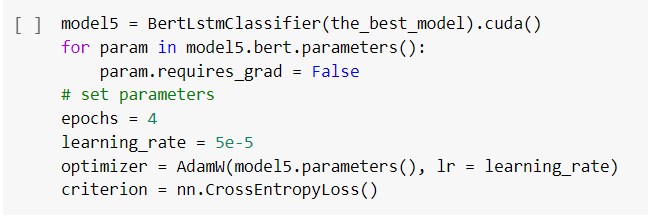 [ ] model5 = BertLstmClassifier(the_best_model).cuda()
for param in model5.bert.parameters():
    param.requires_grad = False
# set parameters
epochs = 4
learning_rate = 5e-5
optimizer = AdamW(model5.parameters(), lr = learning_rate)
criterion = nn.CrossEntropyLoss()